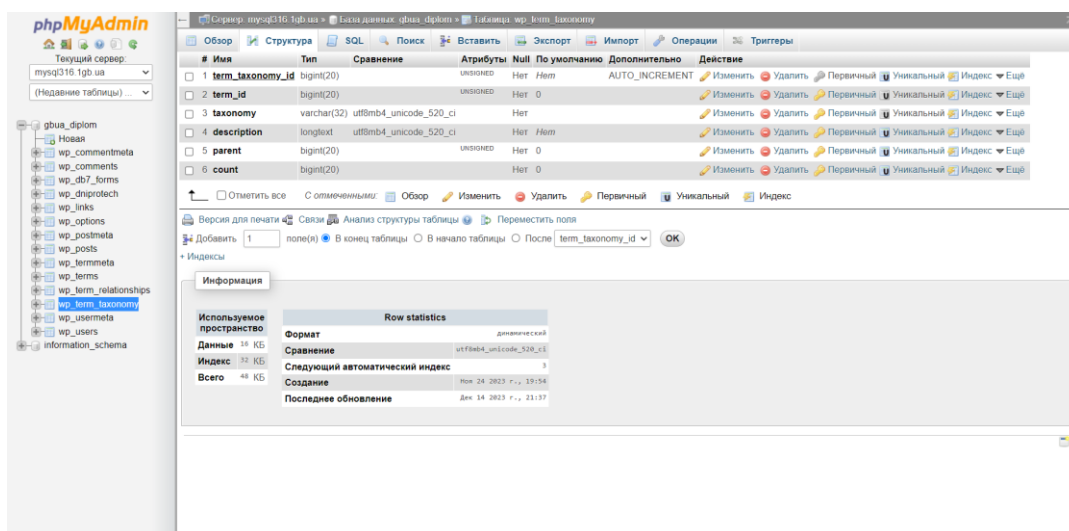 phpMyAdmin
Текущий сервер:
mysql316.1gb.ua
(Недавние таблицы) ...
gbua_diplom
Новая
wp_commentmeta
wp_comments
wp_db7_forms
wp_dniprotech
wp_links
wp_options
wp_postmeta
wp_posts
wp_termmeta
wp_terms
wp_term_relationships
wp_term_taxonomy
wp_usermeta
wp_users
information_schema
Сервер: mysql316.1gb.ua » База данных: gbua_diplom » Таблица: wp_term_taxonomy
Обзор Структура SQL Поиск Вставить Экспорт Импорт Операции Триггеры
# Имя Тип Сравнение Атрибуты Null По умолчанию Дополнительно Действие
1 term_taxonomy_id bigint(20) UNSIGNED Нет Нет AUTO_INCREMENT Изменить Удалить Первичный Уникальный Индекс Ещё
2 term_id bigint(20) UNSIGNED Нет 0 Изменить Удалить Первичный Уникальный Индекс Ещё
3 taxonomy varchar(32) utf8mb4_unicode_520_ci Нет Изменить Удалить Первичный Уникальный Индекс Ещё
4 description longtext utf8mb4_unicode_520_ci Нет Нет Изменить Удалить Первичный Уникальный Индекс Ещё
5 parent bigint(20) UNSIGNED Нет 0 Изменить Удалить Первичный Уникальный Индекс Ещё
6 count bigint(20) Нет 0 Изменить Удалить Первичный Уникальный Индекс Ещё
Отметить все С отмеченными: Обзор Изменить Удалить Первичный Уникальный Индекс
Версия для печати Связи Анализ структуры таблицы Переместить поля
Добавить 1 поле(я) В конец таблицы В начало таблицы После term_taxonomy_id OK
+ Индексы
Информация
Используемое пространство
Данные 16 КБ
Индекс 32 КБ
Всего 48 КБ
Row statistics
Формат динамический
Сравнение utf8mb4_unicode_520_ci
Следующий автоматический индекс 3
Создание Ноя 24 2023 г., 19:54
Последнее обновление Дек 14 2023 г., 21:37